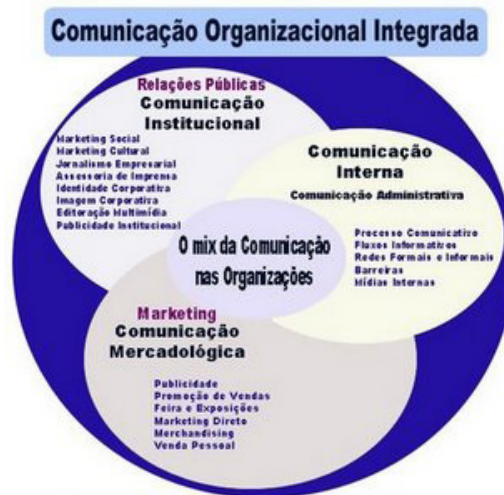 Comunicação Organizacional Integrada
Relações Públicas
Comunicação
Institucional
Marketing Social
Marketing Cultural
Jornalismo Empresarial
Assessoria de Imprensa
Identidade Corporativa
Imagem Corporativa
Editoração Multimídia
Publicidade Institucional
Comunicação
Interna
Comunicação Administrativa
Processo Comunicativo
Fluxos Informativos
Redes Formais e Informais
Barreiras
Mídias Internas
O mix da Comunicação
nas Organizações
Marketing
Comunicação
Mercadológica
Publicidade
Promoção de Vendas
Feira e Exposições
Marketing Direto
Merchandising
Venda Pessoal